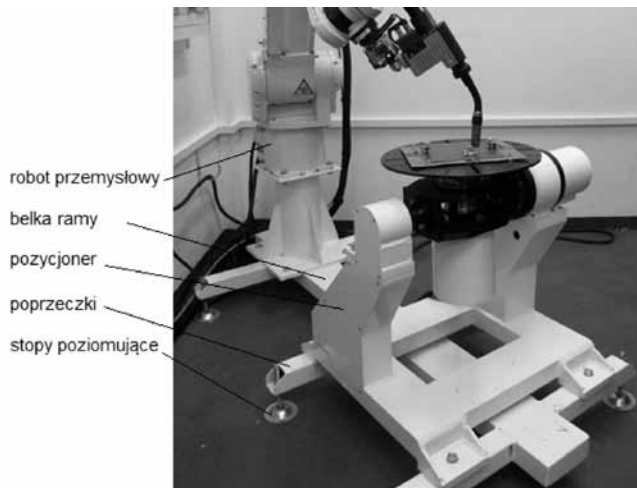 robot przemysłowy
belka ramy
pozycjoner
poprzeczki
stopy poziomujące